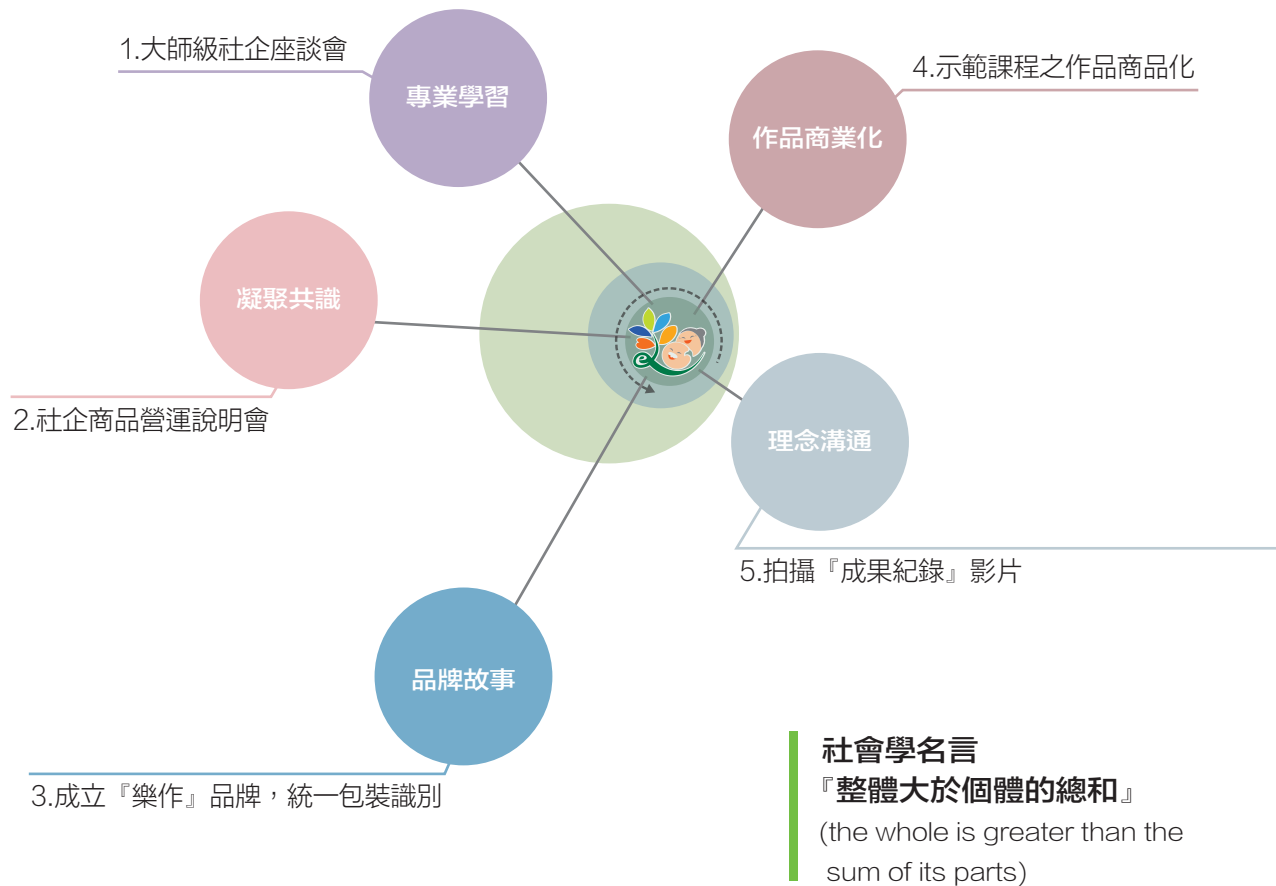 1.大師級社企座談會
專業學習
4.示範課程之作品商品化
作品商業化
凝聚共識
2.社企商品營運說明會
理念溝通
5.拍攝『成果紀錄』影片
品牌故事
3.成立『樂作』品牌，統一包裝識別
社會學名言
『整體大於個體的總和』
(the whole is greater than the
sum of its parts)